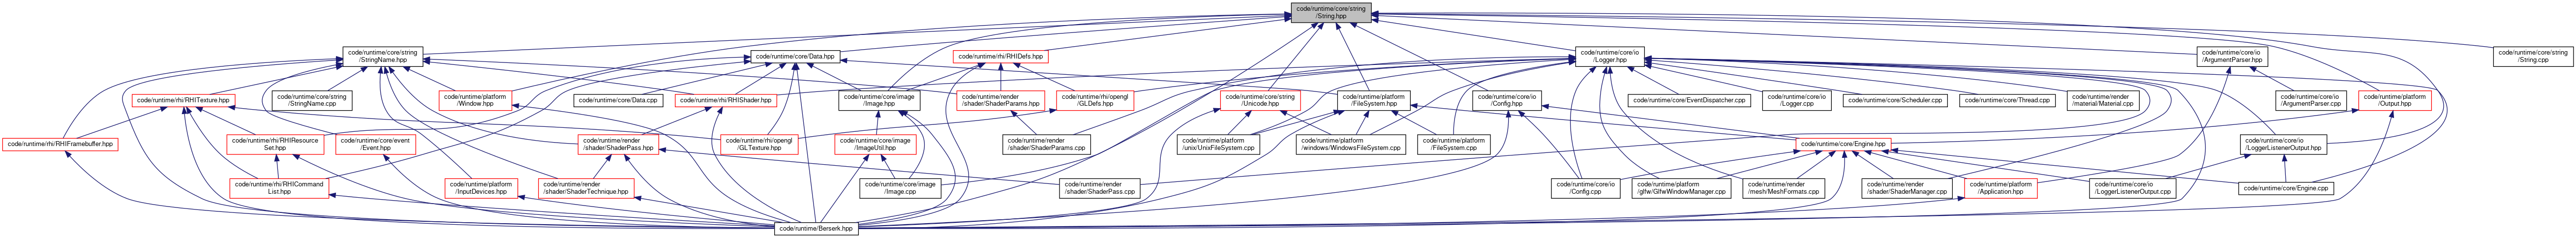 code/runtime/core/string
/String.hpp
code/runtime/core/string
/StringName.hpp
code/runtime/core/Data.hpp
code/runtime/rhi/RHIDefs.hpp
code/runtime/core/io
/Logger.hpp
code/runtime/core/io
/ArgumentParser.hpp
code/runtime/core/string
/String.cpp
code/runtime/rhi/RHITexture.hpp
code/runtime/core/string
/StringName.cpp
code/runtime/platform
/Window.hpp
code/runtime/core/Data.cpp
code/runtime/rhi/RHIShader.hpp
code/runtime/core/image
/Image.hpp
code/runtime/render
/shader/ShaderParams.hpp
code/runtime/rhi/opengl
/GLDefs.hpp
code/runtime/core/string
/Unicode.hpp
code/runtime/platform
/FileSystem.hpp
code/runtime/core/io
/Config.hpp
code/runtime/core/EventDispatcher.cpp
code/runtime/core/io
/Logger.cpp
code/runtime/core/Scheduler.cpp
code/runtime/core/Thread.cpp
code/runtime/render
/material/Material.cpp
code/runtime/core/io
/ArgumentParser.cpp
code/runtime/platform
/Output.hpp
code/runtime/rhi/RHIFramebuffer.hpp
code/runtime/rhi/RHIResource
Set.hpp
code/runtime/core/event
/Event.hpp
code/runtime/render
/shader/ShaderPass.hpp
code/runtime/rhi/opengl
/GLTexture.hpp
code/runtime/core/image
/ImageUtil.hpp
code/runtime/render
/shader/ShaderParams.cpp
code/runtime/platform
/unix/UnixFileSystem.cpp
code/runtime/platform
/windows/WindowsFileSystem.cpp
code/runtime/platform
/FileSystem.cpp
code/runtime/core/Engine.hpp
code/runtime/core/io
/LoggeListenerOutput.hpp
code/runtime/rhi/RHICommand
List.hpp
code/runtime/platform
/InputDevices.hpp
code/runtime/render
/shader/ShaderTechnique.hpp
code/runtime/core/image
/Image.cpp
code/runtime/render
/shader/ShaderPass.cpp
code/runtime/core/io
/Config.cpp
code/runtime/platform
/glfw/GlfwWindowManager.cpp
code/runtime/render
/mesh/MeshFormats.cpp
code/runtime/render
/shader/ShaderManager.cpp
code/runtime/platform
/Application.hpp
code/runtime/core/io
/LoggeListenerOutput.cpp
code/runtime/core/Engine.cpp
code/runtime/Berserk.hpp